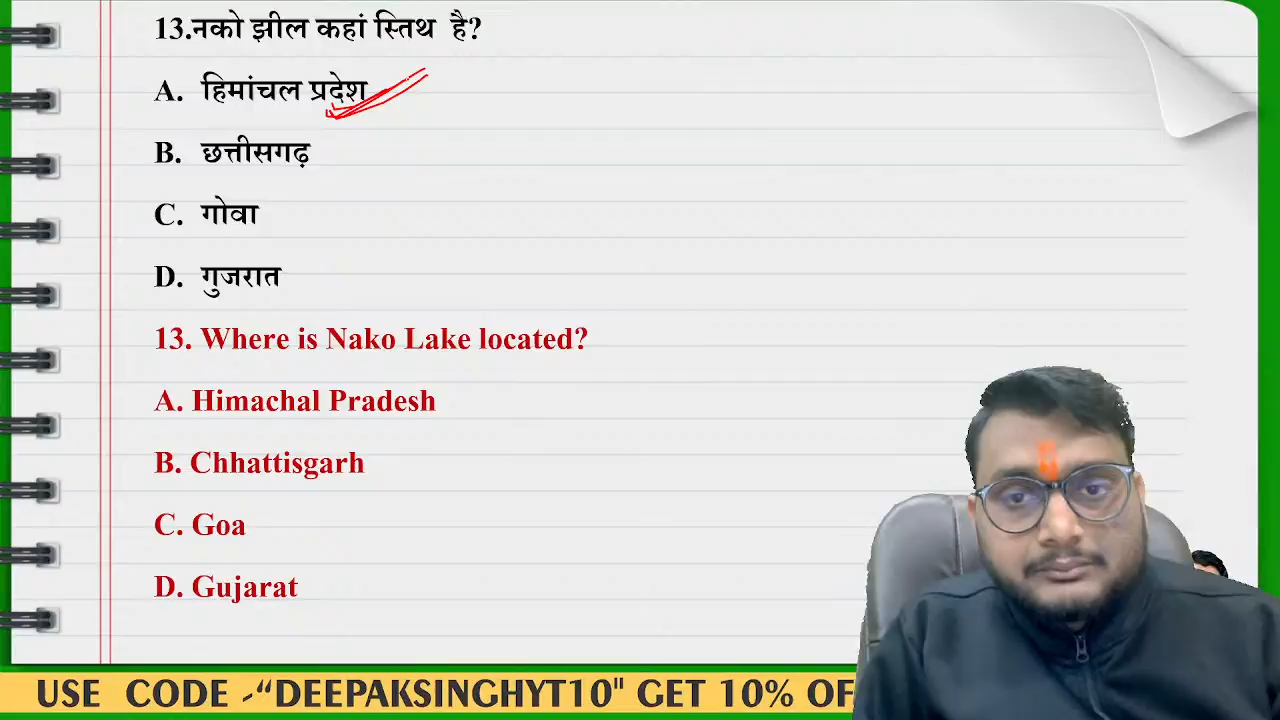 13.नको झील कहां स्तिथ है?
A. हिमांचल प्रदेश
B. छत्तीसगढ़
C. गोवा
D. गुजरात
13. Where is Nako Lake located?
A. Himachal Pradesh
B. Chhattisgarh
C. Goa
D. Gujarat
USE CODE -“DEEPAKSINGHYT10" GET 10% OF